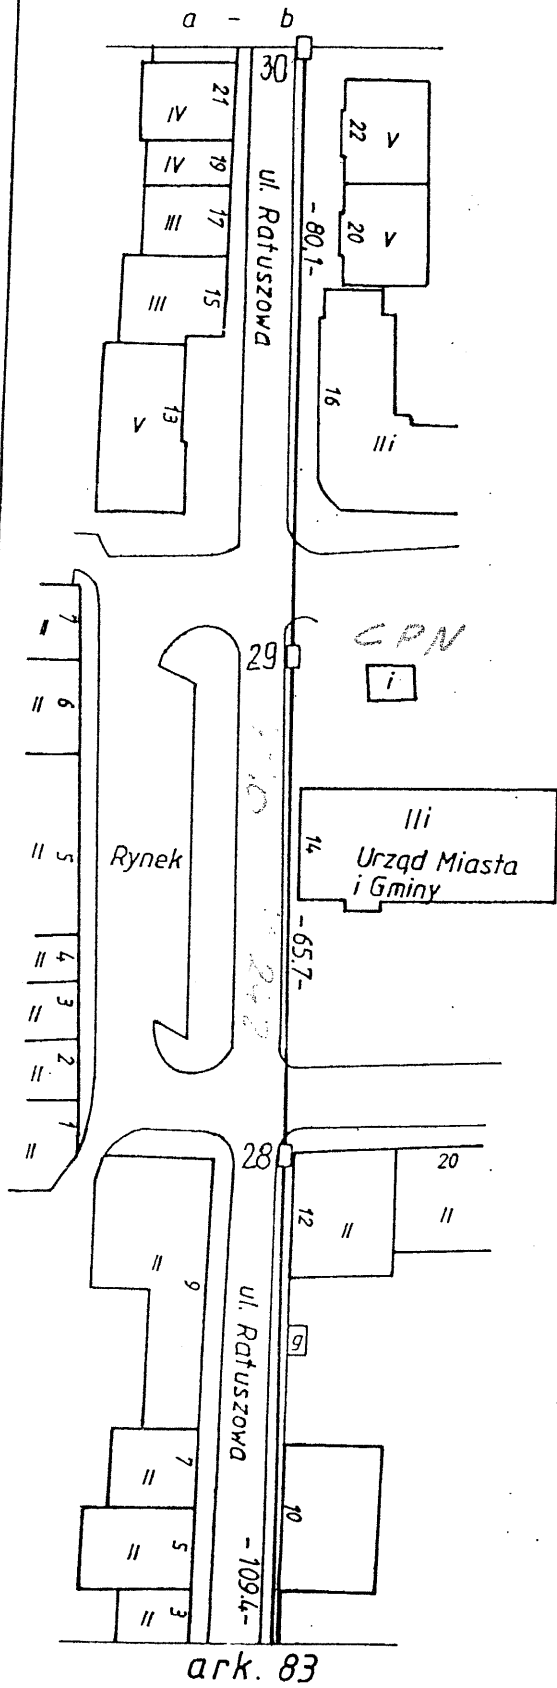 a - b
30
21
IV
22
V
IV
19
III
17
20
V
ul. Ratuszowa
- 80.1 -
III
15
V
13
16
IIi
7
II
CPN
29
i
6
II
IIi
14
Urząd Miasta
i Gminy
5
II
Rynek
- 65.7 -
4
II
3
II
2
II
1
II
28
20
II
12
II
II
9
g
ul. Ratuszowa
7
II
10
5
II
- 109.4 -
3
II
ark. 83